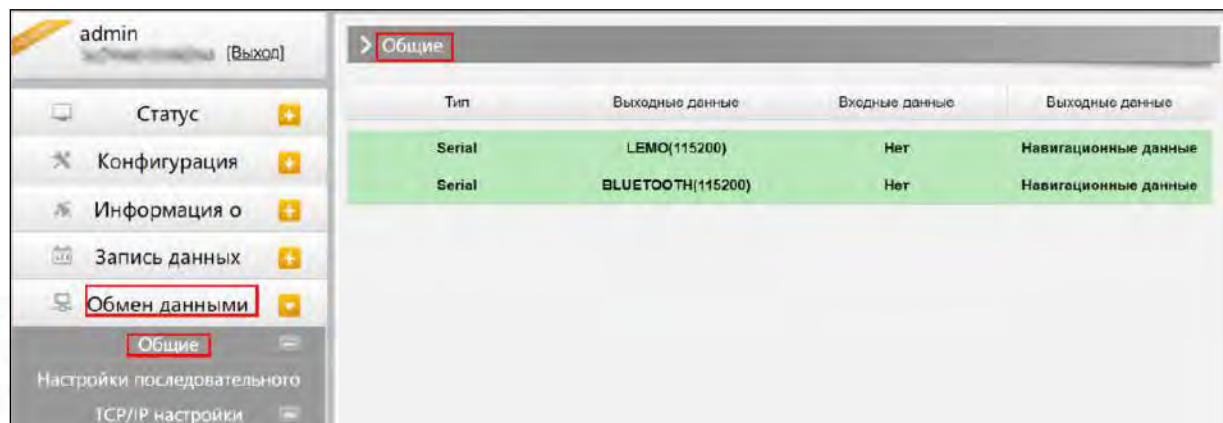 admin
[Выход]
Статус
Конфигурация
Информация о
Запись данных
Обмен данными
Общие
Настройки последовательного
TCP/IP настройки
Общие
Тип Выходные данные Входные данные Выходные данные
Serial LEMO(115200) Нет Навигационные данные
Serial BLUETOOTH(115200) Нет Навигационные данные